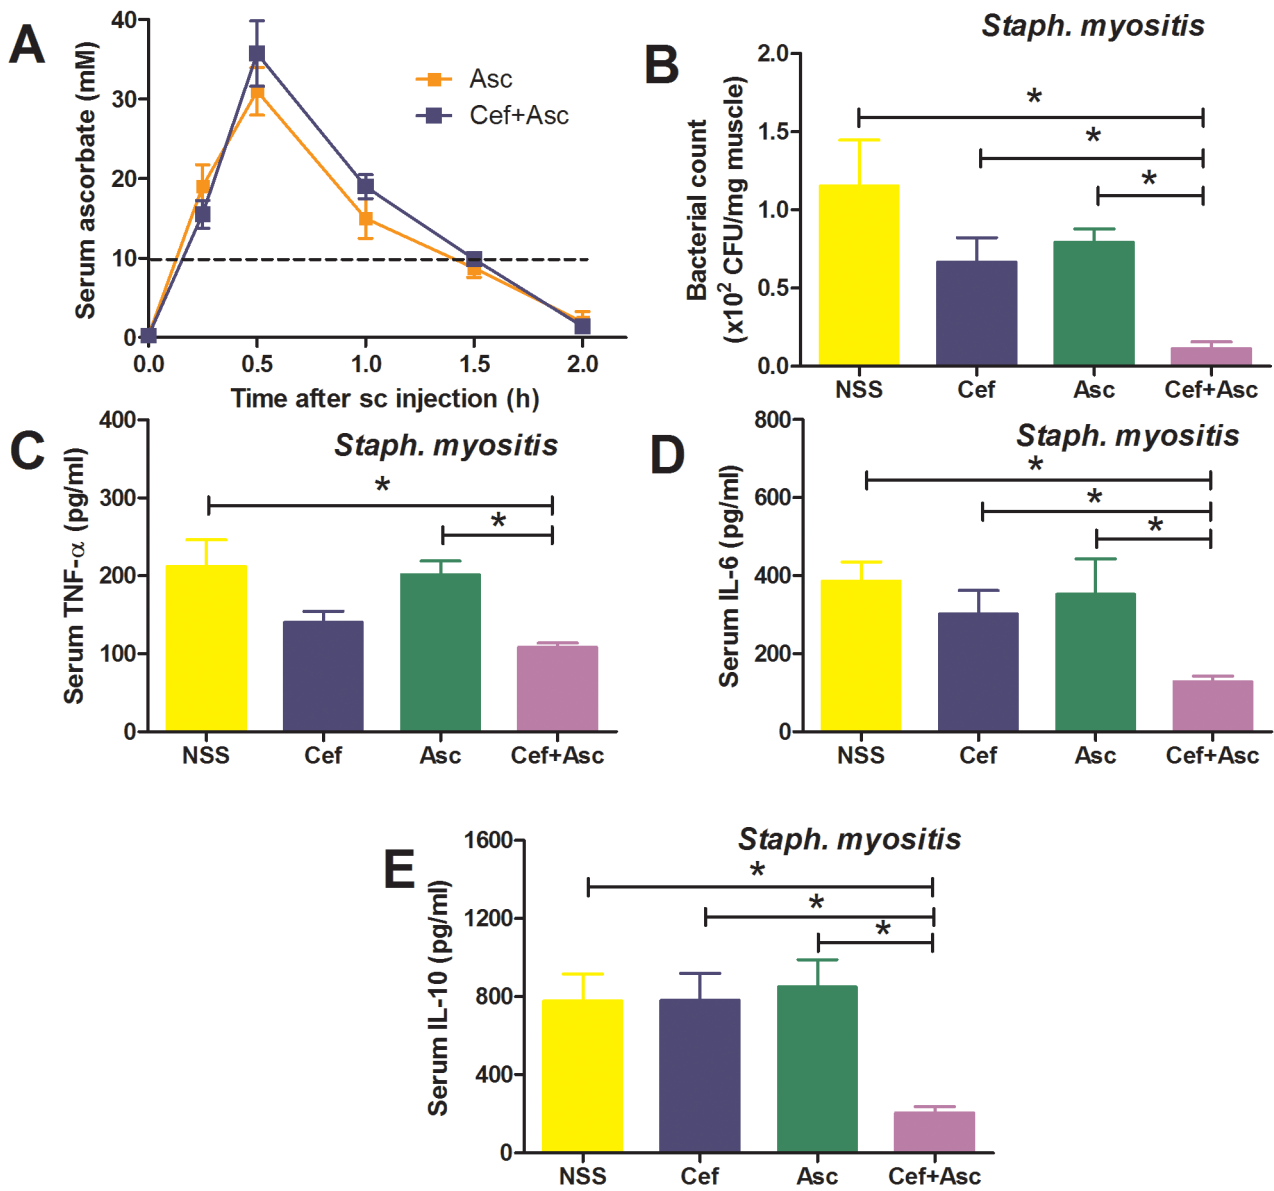 A
Serum ascorbate (mM)
40
30
20
10
0
0.0 0.5 1.0 1.5 2.0
Time after sc injection (h)
Asc
Cef+Asc
B
Staph. myositis
Bacterial count
(x10² CFU/mg muscle)
2.0
1.5
1.0
0.5
0.0
*
*
*
NSS Cef Asc Cef+Asc
C
Staph. myositis
Serum TNF-α (pg/ml)
400
300
200
100
0
*
*
NSS Cef Asc Cef+Asc
D
Staph. myositis
Serum IL-6 (pg/ml)
800
600
400
200
0
*
*
*
NSS Cef Asc Cef+Asc
E
Staph. myositis
Serum IL-10 (pg/ml)
1600
1200
800
400
0
*
*
*
NSS Cef Asc Cef+Asc